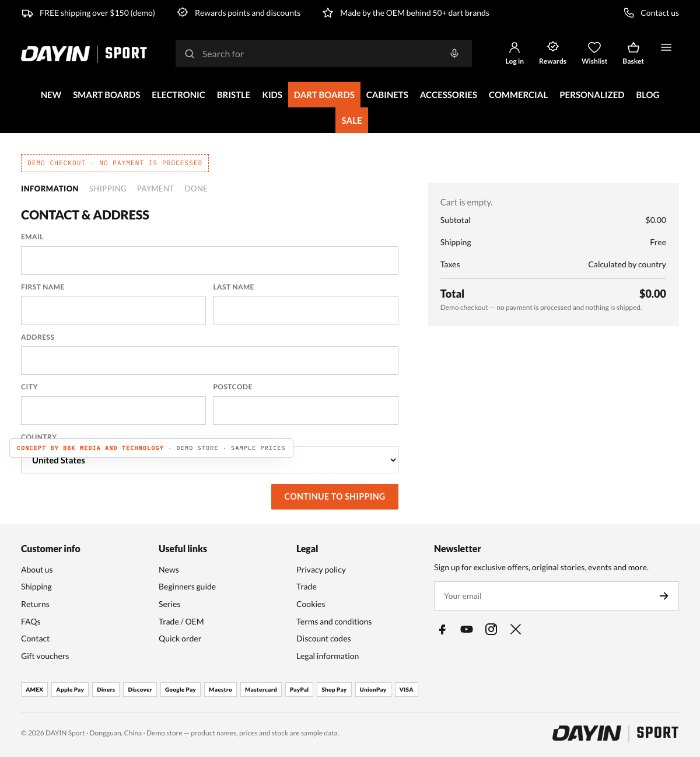 FREE shipping over $150 (demo) Rewards points and discounts Made by the OEM behind 50+ dart brands Contact us
DAYIN SPORT Search for Log in Rewards Wishlist Basket
NEW SMART BOARDS ELECTRONIC BRISTLE KIDS DART BOARDS CABINETS ACCESSORIES COMMERCIAL PERSONALIZED BLOG
SALE
DEMO CHECKOUT · NO PAYMENT IS PROCESSED
INFORMATION SHIPPING PAYMENT DONE
CONTACT & ADDRESS
EMAIL
FIRST NAME LAST NAME
ADDRESS
CITY POSTCODE
COUNTRY
CONCEPT BY BBK MEDIA AND TECHNOLOGY · DEMO STORE · SAMPLE PRICES
United States
CONTINUE TO SHIPPING
Cart is empty.
Subtotal $0.00
Shipping Free
Taxes Calculated by country
Total $0.00
Demo checkout — no payment is processed and nothing is shipped.
Customer info
About us
Shipping
Returns
FAQs
Contact
Gift vouchers
Useful links
News
Beginners guide
Series
Trade / OEM
Quick order
Legal
Privacy policy
Trade
Cookies
Terms and conditions
Discount codes
Legal information
Newsletter
Sign up for exclusive offers, original stories, events and more.
Your email
AMEX Apple Pay Diners Discover Google Pay Maestro Mastercard PayPal Shop Pay UnionPay VISA
© 2026 DAYIN Sport · Dongguan, China · Demo store — product names, prices and stock are sample data.
DAYIN SPORT